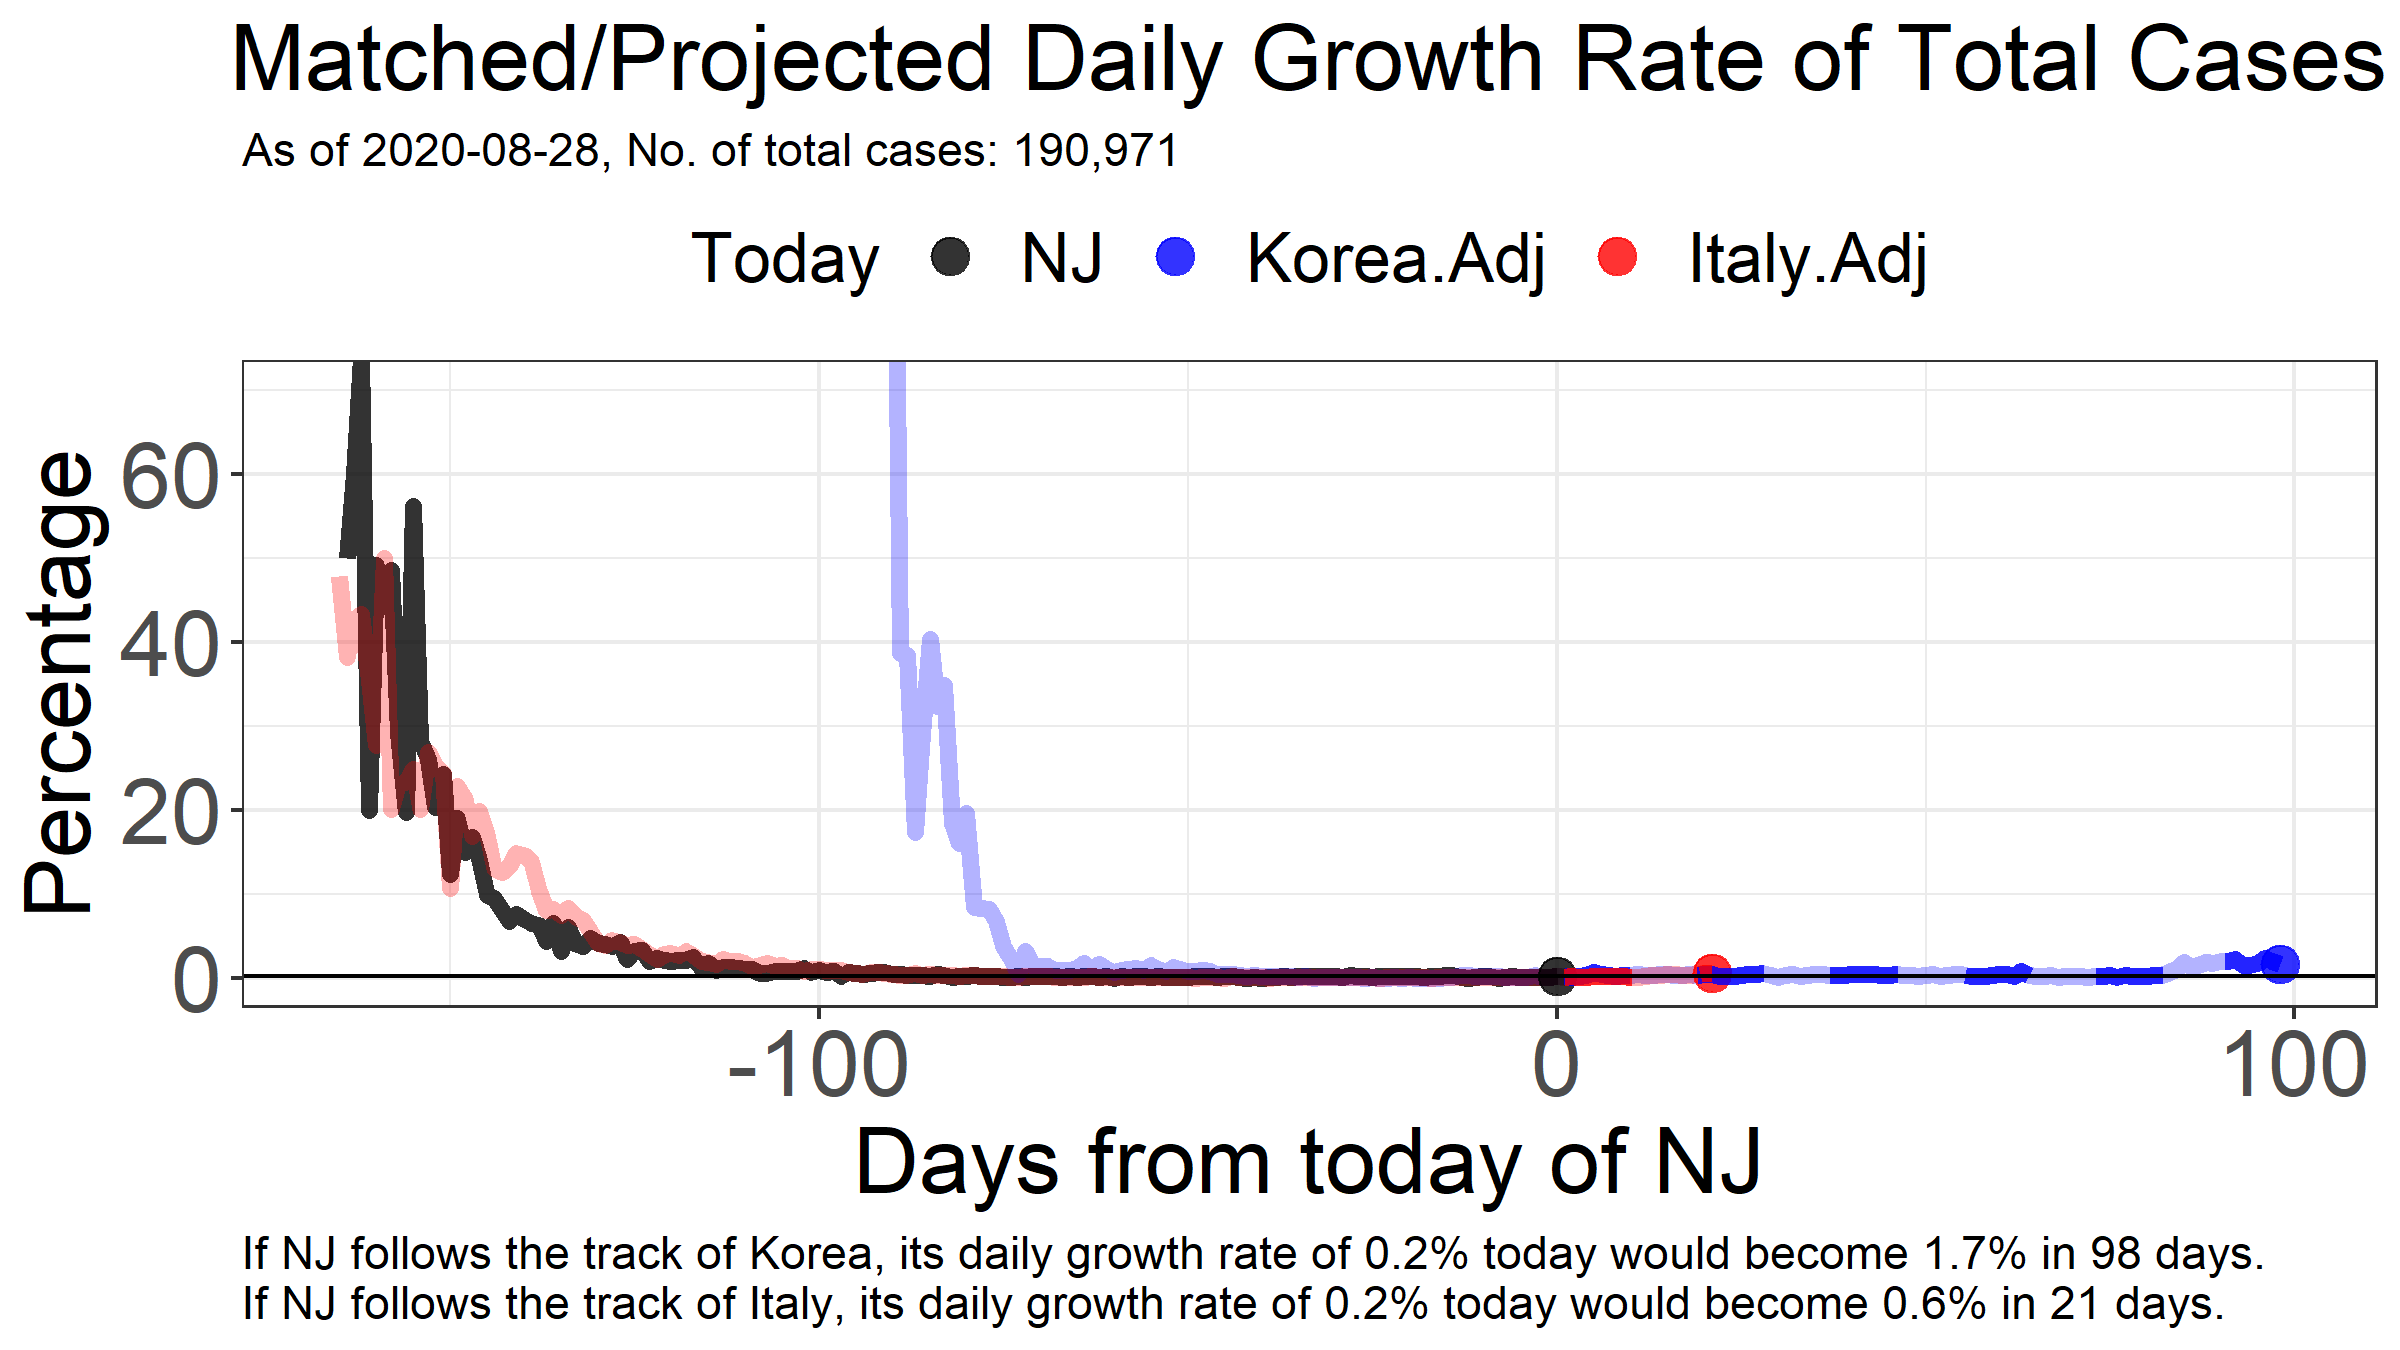 Matched/Projected Daily Growth Rate of Total Cases
As of 2020-08-28, No. of total cases: 190,971
Today NJ Korea.Adj Italy.Adj
Percentage
60
40
20
0
-100 0 100
Days from today of NJ
If NJ follows the track of Korea, its daily growth rate of 0.2% today would become 1.7% in 98 days.
If NJ follows the track of Italy, its daily growth rate of 0.2% today would become 0.6% in 21 days.